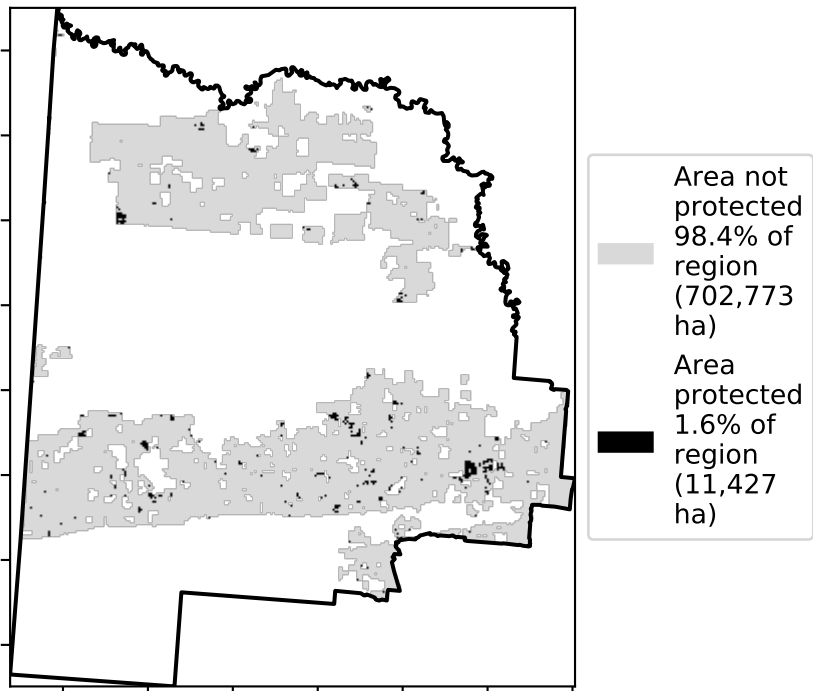 Area not
protected
98.4% of
region
(702,773
ha)
Area
protected
1.6% of
region
(11,427
ha)